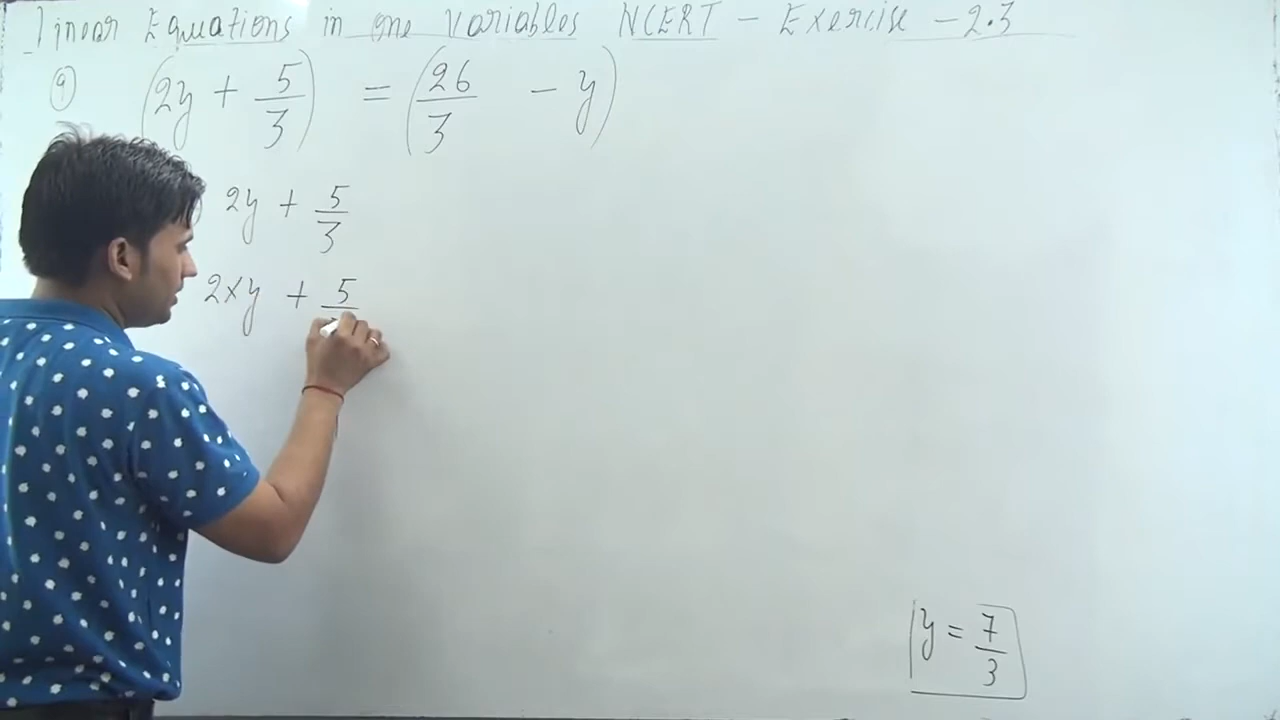 Linear Equations in one Variables NCERT - Exercise - 2.3
9 (2y + 5/3) = (26/3 - y)
2y + 5/3
2xy + 5
y = 7/3